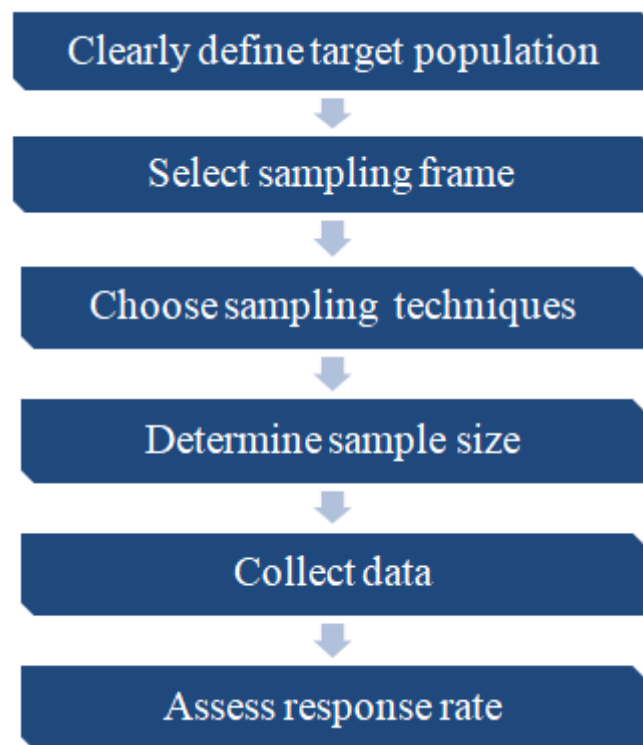 Clearly define target population
Select sampling frame
Choose sampling techniques
Determine sample size
Collect data
Assess response rate